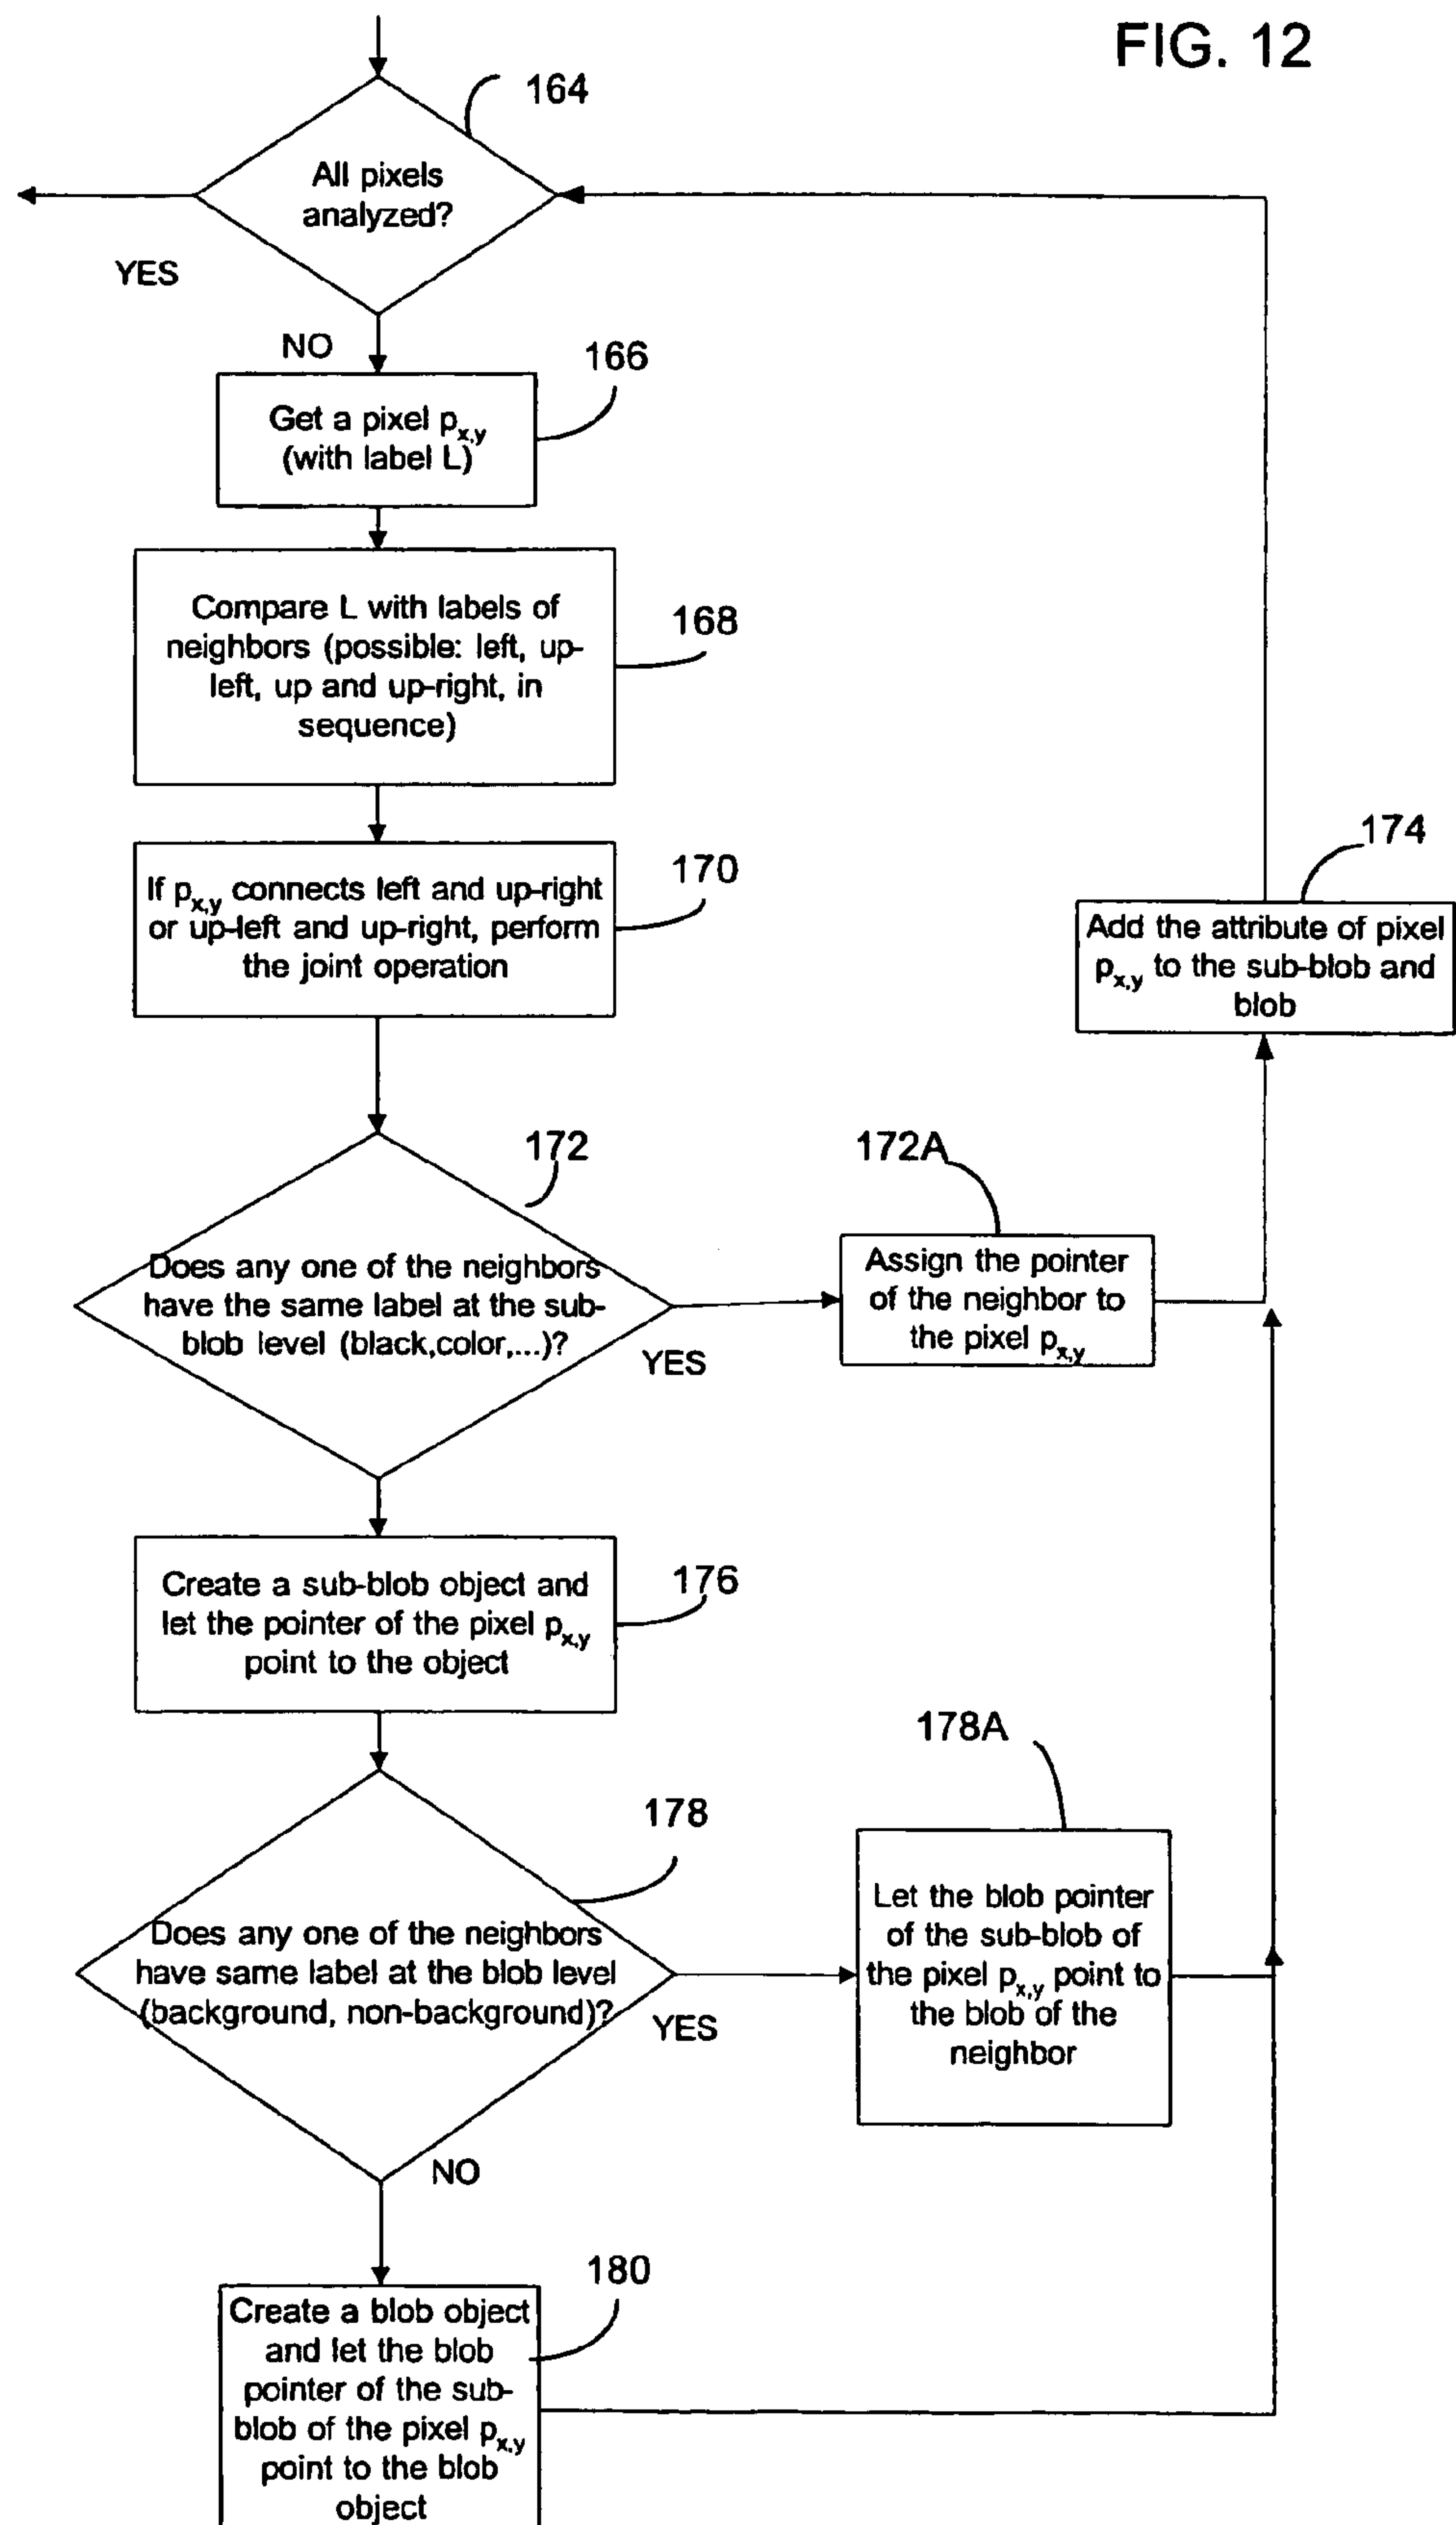 FIG. 12
164
All pixels
analyzed?
YES
NO
166
Get a pixel px,y
(with label L)
168
Compare L with labels of
neighbors (possible: left, up-
left, up and up-right, in
sequence)
170
If px,y connects left and up-right
or up-left and up-right, perform
the joint operation
174
Add the attribute of pixel
px,y to the sub-blob and
blob
172
Does any one of the neighbors
have the same label at the sub-
blob level (black,color,...)?
YES
172A
Assign the pointer
of the neighbor to
the pixel px,y
176
Create a sub-blob object and
let the pointer of the pixel px,y
point to the object
178
Does any one of the neighbors
have same label at the blob level
(background, non-background)?
YES
NO
178A
Let the blob pointer
of the sub-blob of
the pixel px,y point to
the blob of the
neighbor
180
Create a blob object
and let the blob
pointer of the sub-
blob of the pixel px,y
point to the blob
object